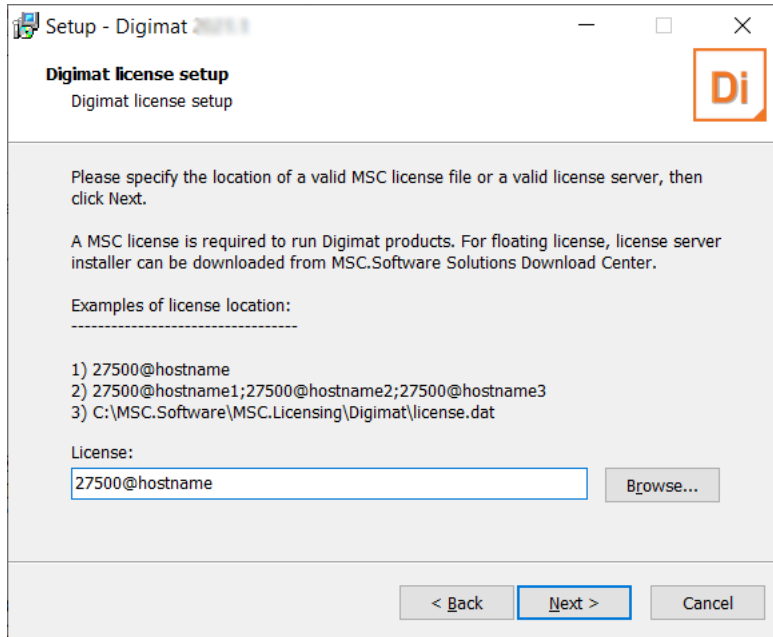 Setup - Digimat
Digimat license setup
Digimat license setup
Di
Please specify the location of a valid MSC license file or a valid license server, then
click Next.
A MSC license is required to run Digimat products. For floating license, license server
installer can be downloaded from MSC.Software Solutions Download Center.
Examples of license location:
----------------------------------
1) 27500@hostname
2) 27500@hostname1;27500@hostname2;27500@hostname3
3) C:\MSC.Software\MSC.Licensing\Digimat\license.dat
License:
27500@hostname
Browse...
< Back
Next >
Cancel